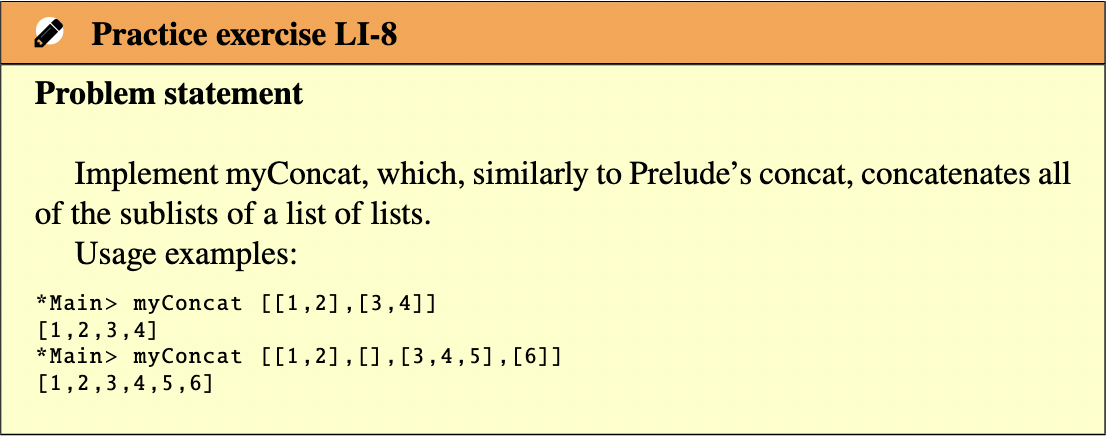 Practice exercise LI-8
Problem statement
Implement myConcat, which, similarly to Prelude's concat, concatenates all
of the sublists of a list of lists.
Usage examples:
*Main> myConcat [[1,2],[3,4]]
[1,2,3,4]
*Main> myConcat [[1,2],[],[3,4,5],[6]]
[1,2,3,4,5,6]